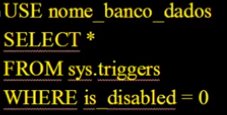 USE nome_banco_dados
SELECT *
FROM sys.triggers
WHERE is_disabled = 0